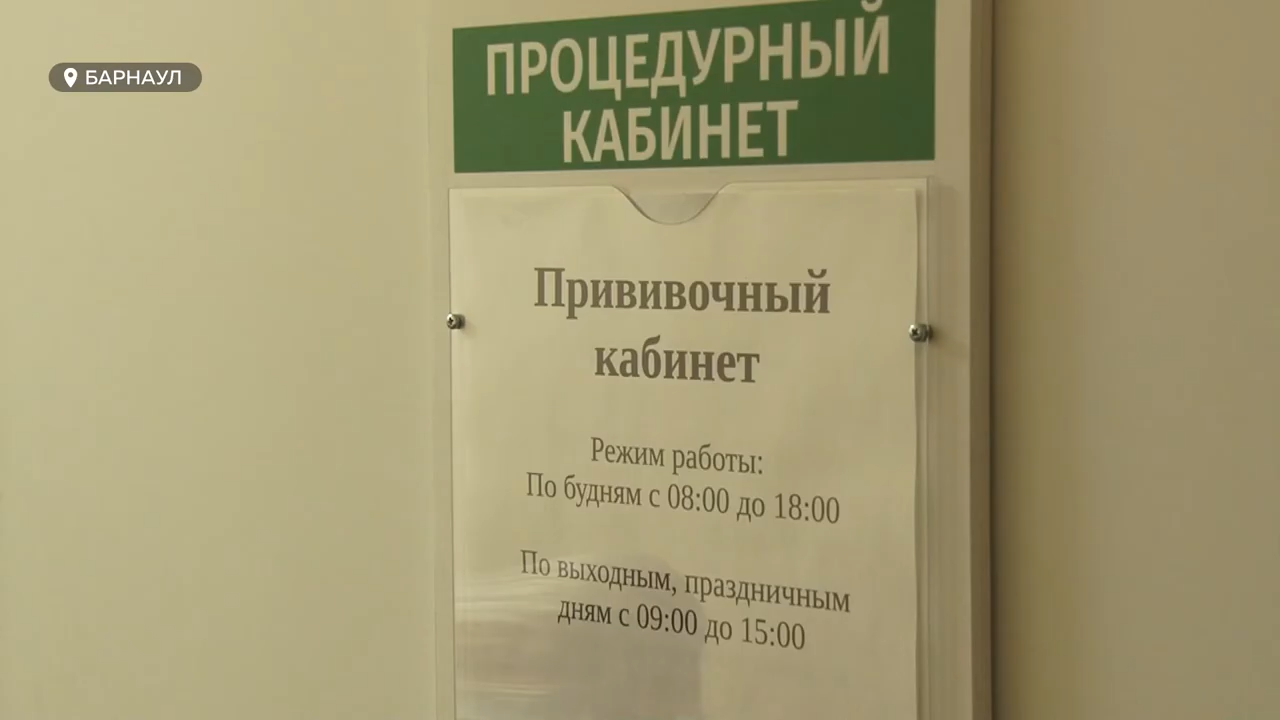 БАРНАУЛ
ПРОЦЕДУРНЫЙ
КАБИНЕТ
Прививочный
кабинет
Режим работы:
По будням с 08:00 до 18:00
По выходным, праздничным
дням с 09:00 до 15:00